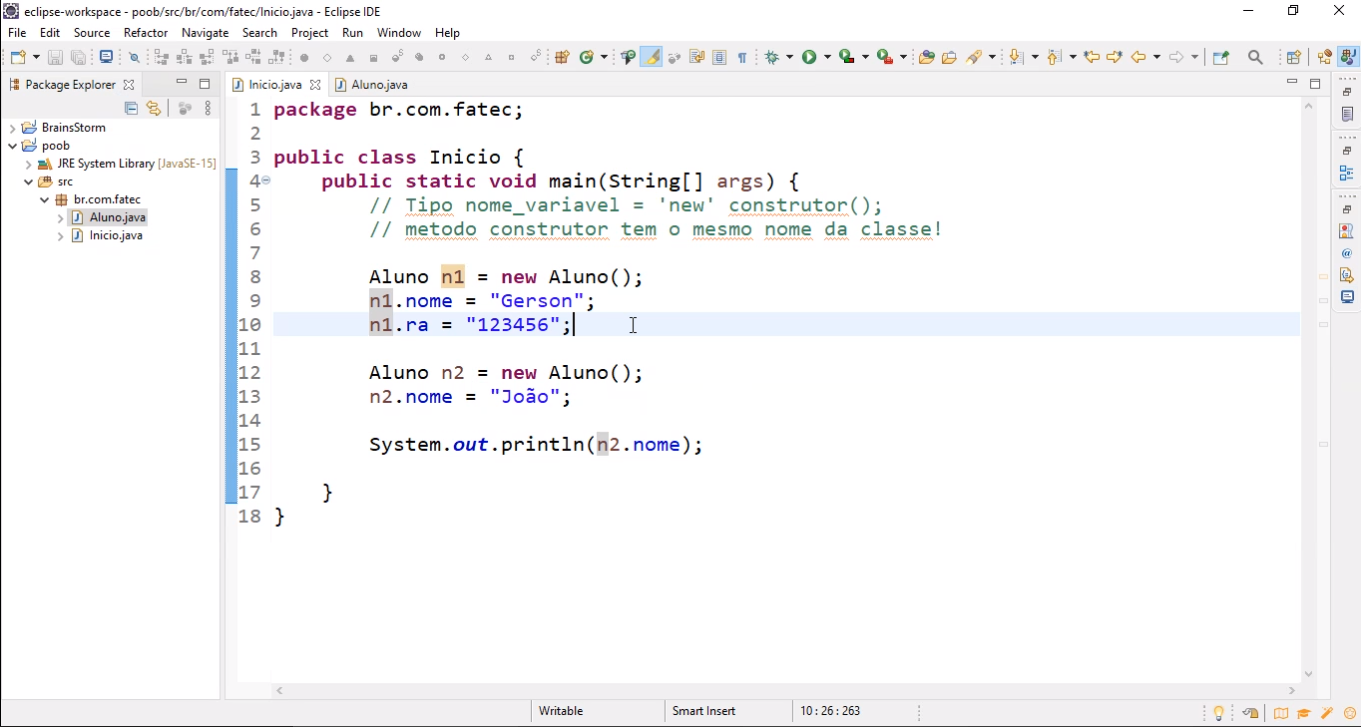 eclipse-workspace - poob/src/br/com/fatec/Inicio.java - Eclipse IDE
File Edit Source Refactor Navigate Search Project Run Window Help
Package Explorer
Inicio.java Aluno.java
BrainsStorm
poob
JRE System Library [JavaSE-15]
src
br.com.fatec
Aluno.java
Inicio.java
1 package br.com.fatec;
2
3 public class Inicio {
4 public static void main(String[] args) {
5 // Tipo nome_variavel = 'new' construtor();
6 // metodo construtor tem o mesmo nome da classe!
7
8 Aluno n1 = new Aluno();
9 n1.nome = "Gerson";
10 n1.ra = "123456";
11
12 Aluno n2 = new Aluno();
13 n2.nome = "João";
14
15 System.out.println(n2.nome);
16
17 }
18 }
Writable Smart Insert 10 : 26 : 263